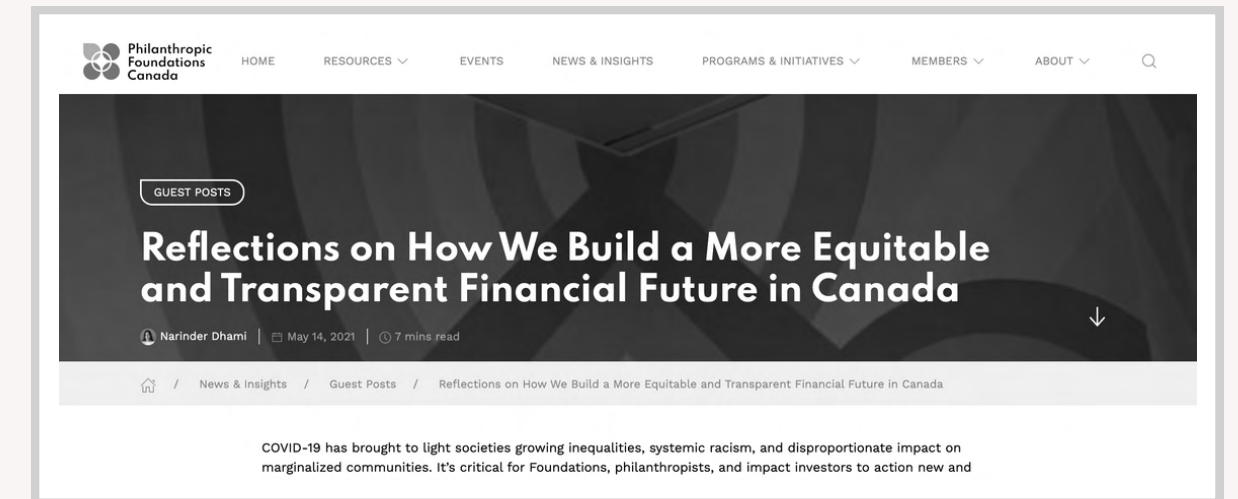 Philanthropic
Foundations
Canada
HOME RESOURCES EVENTS NEWS & INSIGHTS PROGRAMS & INITIATIVES MEMBERS ABOUT
GUEST POSTS
Reflections on How We Build a More Equitable
and Transparent Financial Future in Canada
Narinder Dhami | May 14, 2021 | 7 mins read
/ News & Insights / Guest Posts / Reflections on How We Build a More Equitable and Transparent Financial Future in Canada
COVID-19 has brought to light societies growing inequalities, systemic racism, and disproportionate impact on
marginalized communities. It's critical for Foundations, philanthropists, and impact investors to action new and